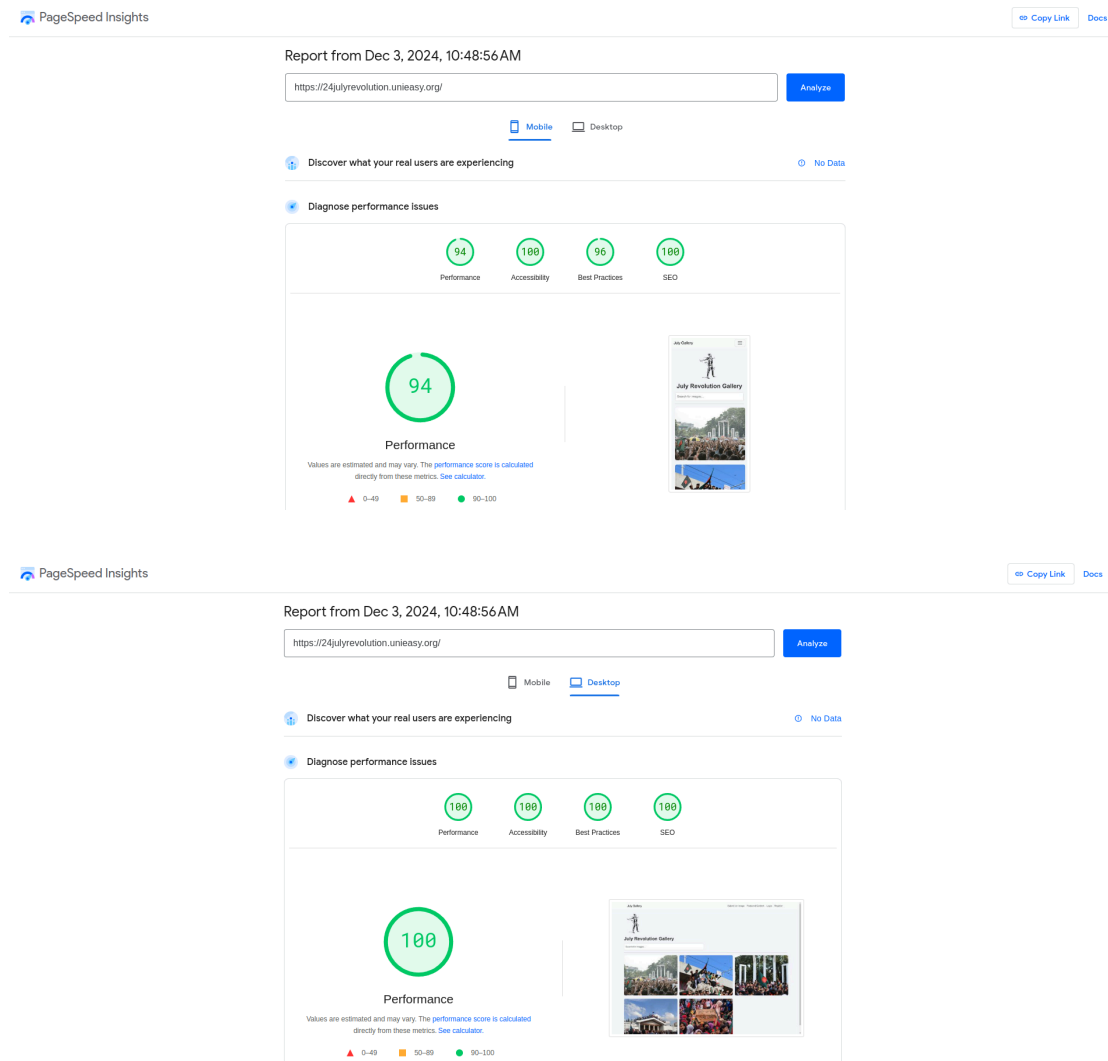 PageSpeed Insights
Copy Link Docs
Report from Dec 3, 2024, 10:48:56 AM
https://24julyrevolution.unieasy.org/
Analyze
Mobile Desktop
Discover what your real users are experiencing No Data
Diagnose performance issues
94 100 96 100
Performance Accessibility Best Practices SEO
94
Performance
Values are estimated and may vary. The performance score is calculated
directly from these metrics. See calculator.
0–49 50–89 90–100
July Gallery
July Revolution Gallery
PageSpeed Insights
Copy Link Docs
Report from Dec 3, 2024, 10:48:56 AM
https://24julyrevolution.unieasy.org/
Analyze
Mobile Desktop
Discover what your real users are experiencing No Data
Diagnose performance issues
100 100 100 100
Performance Accessibility Best Practices SEO
100
Performance
Values are estimated and may vary. The performance score is calculated
directly from these metrics. See calculator.
0–49 50–89 90–100
July Gallery
July Revolution Gallery